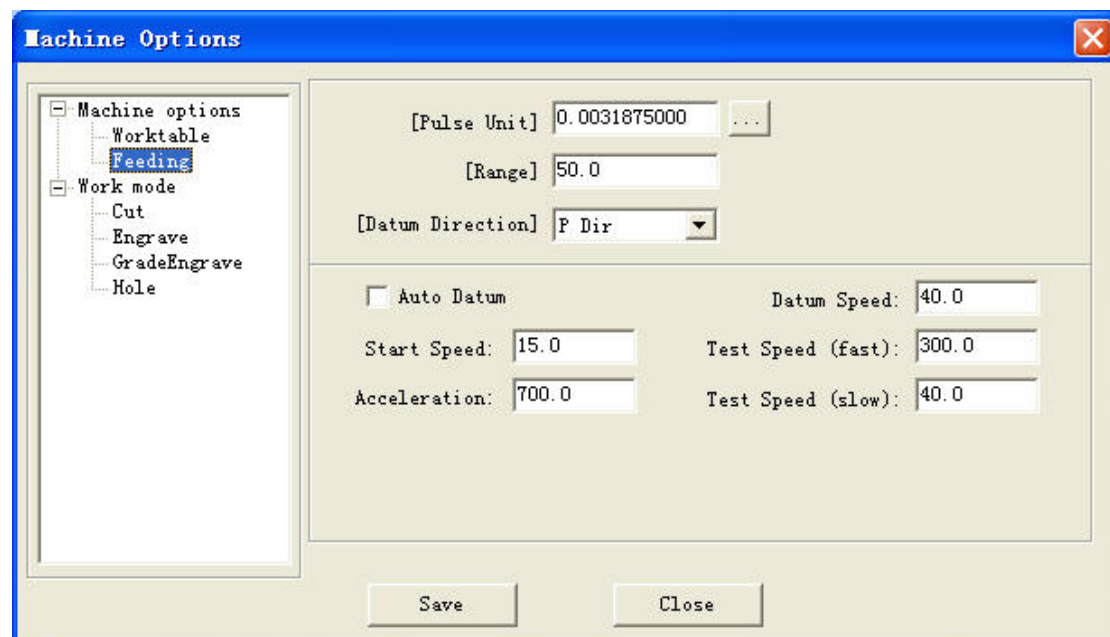 Machine Options
Machine options
Worktable
Feeding
Work mode
Cut
Engrave
GradeEngrave
Hole
[Pulse Unit] 0.0031875000 ...
[Range] 50.0
[Datum Direction] P Dir
Auto Datum Datum Speed: 40.0
Start Speed: 15.0 Test Speed (fast): 300.0
Acceleration: 700.0 Test Speed (slow): 40.0
Save Close